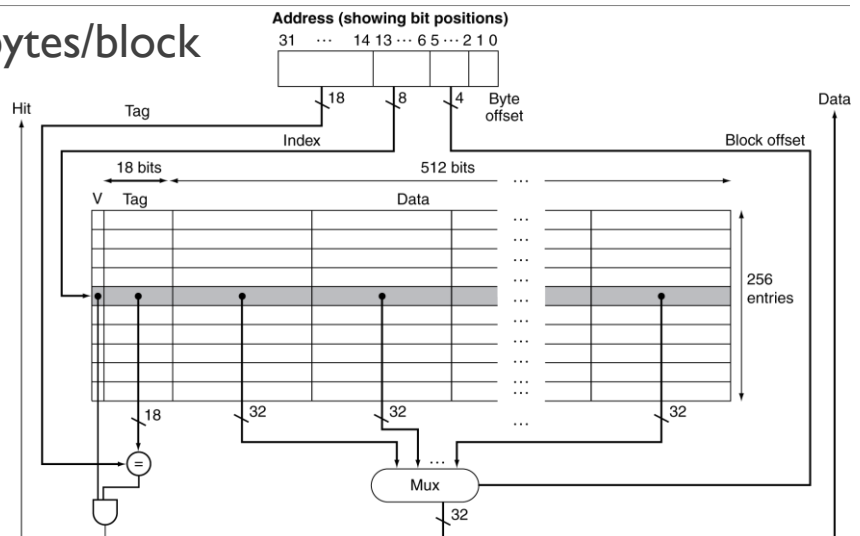 bytes/block
Address (showing bit positions)
31 ... 14 13 ... 6 5 ... 2 1 0
18 8 4 Byte offset
Hit Tag Data
Index Block offset
18 bits 512 bits ...
V Tag Data
...
...
...
...
...
256 entries
...
...
...
...
...
18 32 32 ... 32
= ...
Mux
32